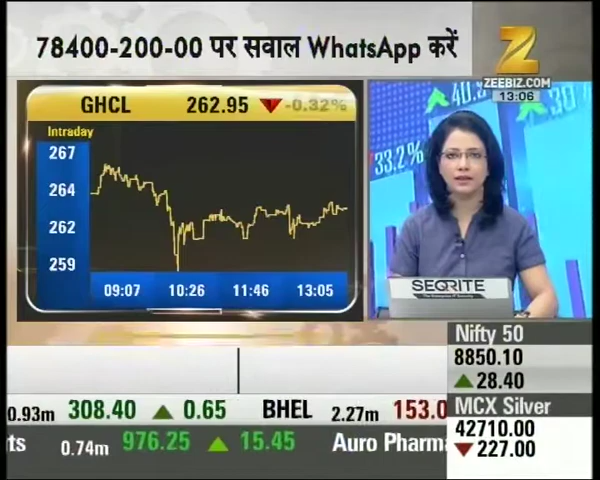 78400-200-00 पर सवाल WhatsApp करें
Z
ZEEBIZ.COM
13:06
GHCL 262.95 -0.32%
Intraday
267
264
262
259
09:07 10:26 11:46 13:05
40.
30
33.2%
SEQRITE
Nifty 50
8850.10
28.40
0.93m 308.40 0.65 BHEL 2.27m 153.0
MCX Silver
42710.00
227.00
ts 0.74m 976.25 15.45 Auro Pharma